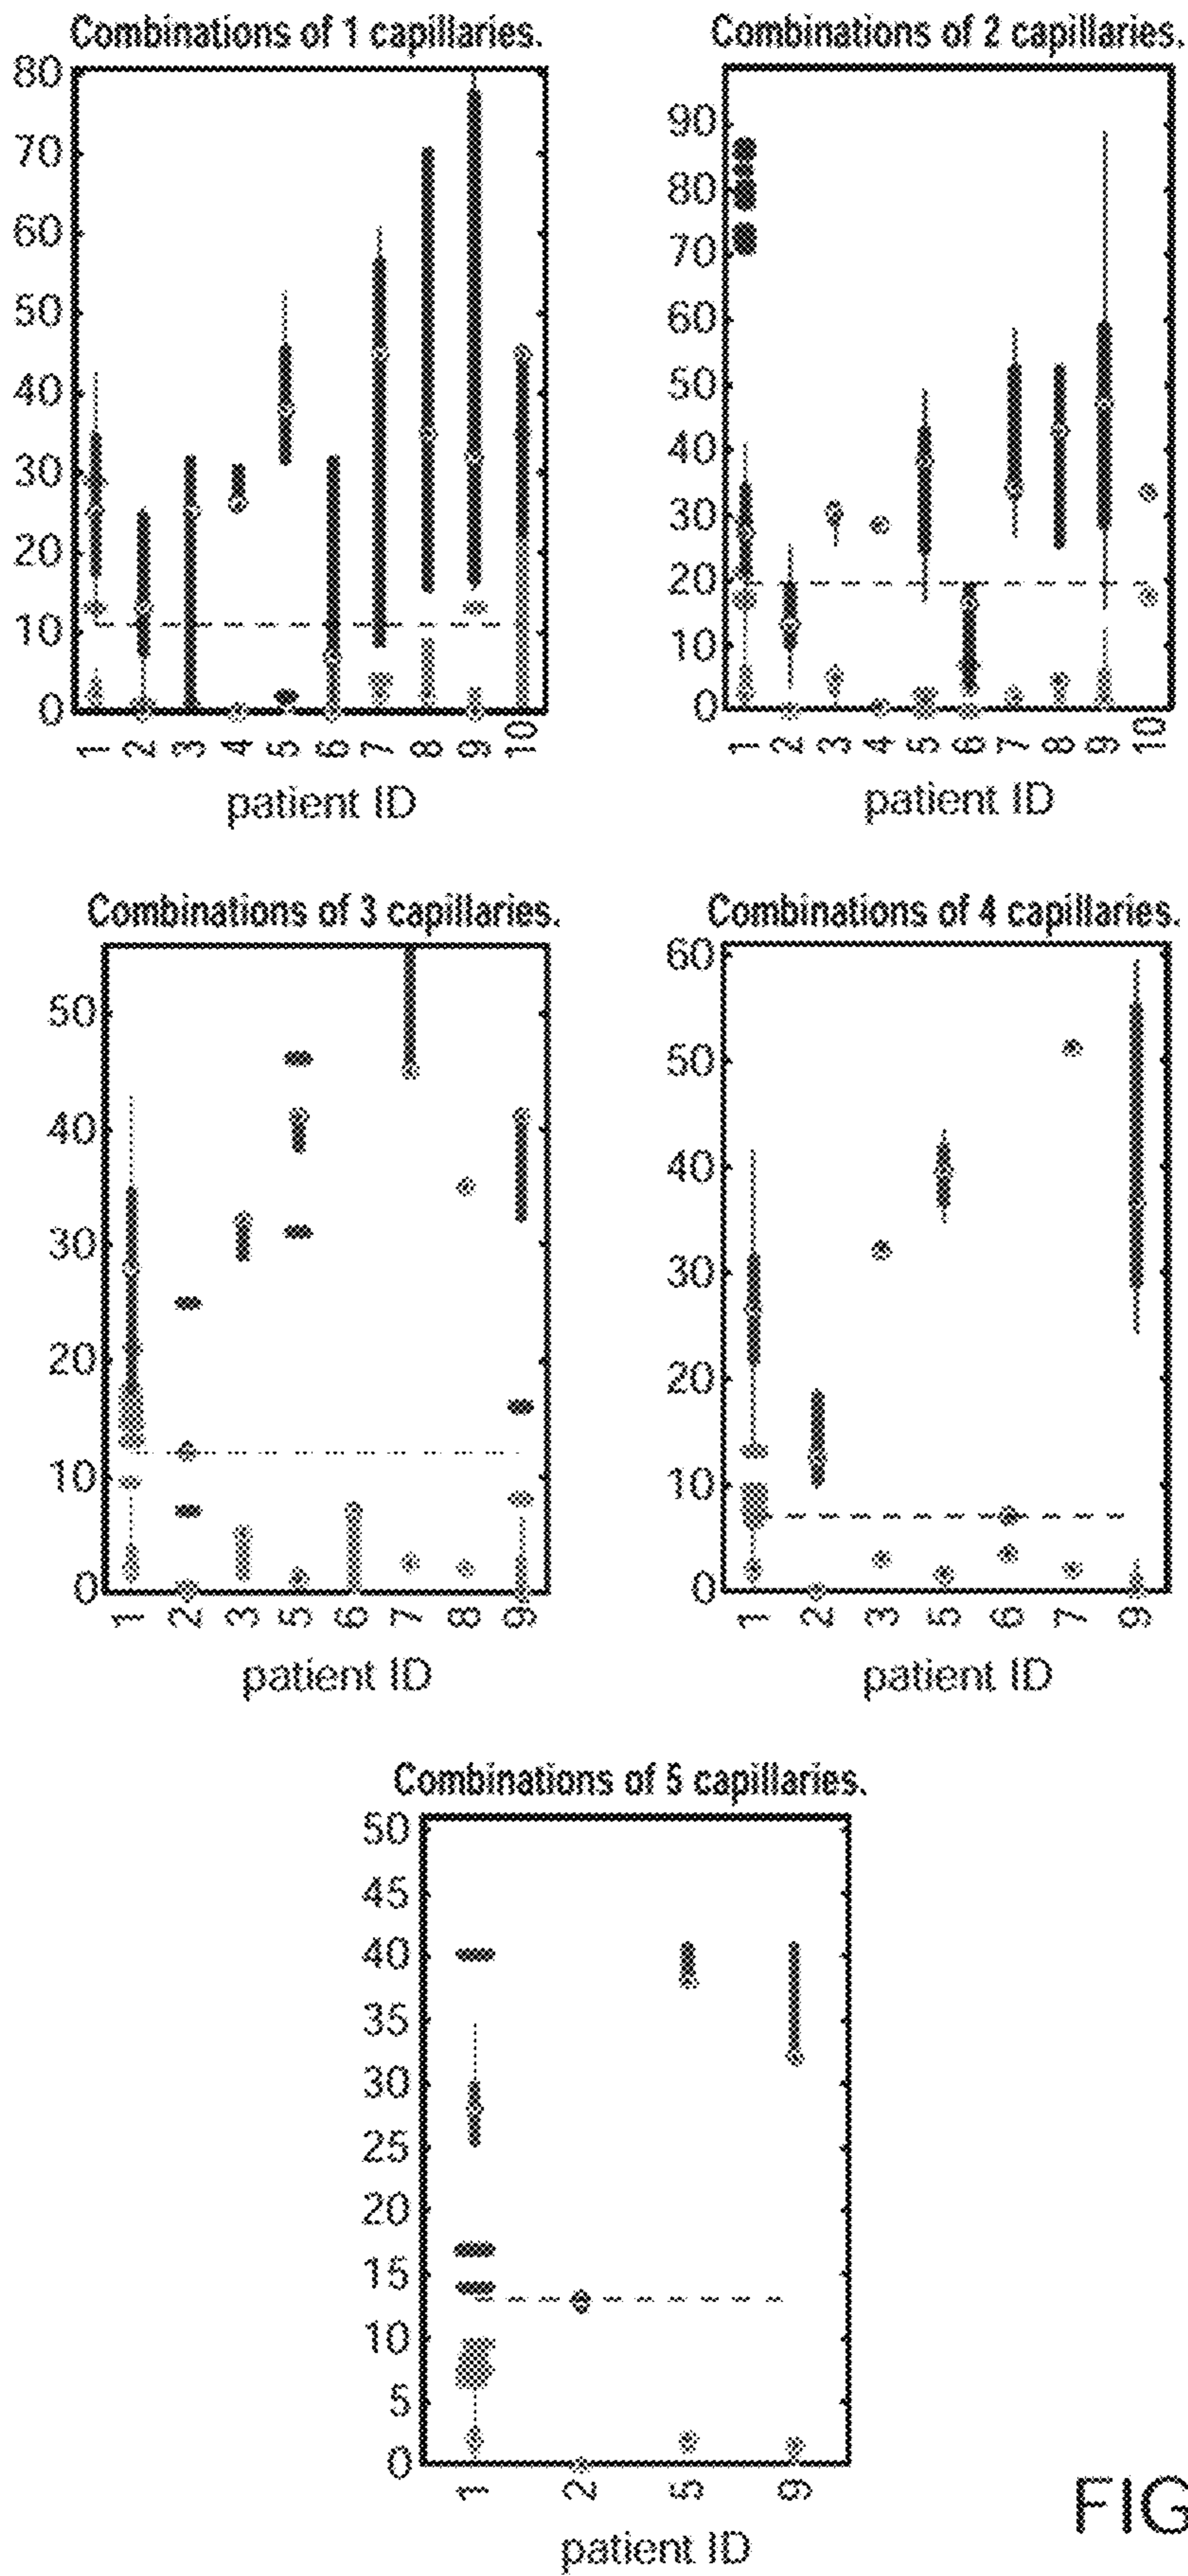 Combinations of 1 capillaries.
80
70
60
50
40
30
20
10
0
1 2 3 4 5 6 7 8 9 10
patient ID
Combinations of 2 capillaries.
90
80
70
60
50
40
30
20
10
0
1 2 3 4 5 6 7 8 9 10
patient ID
Combinations of 3 capillaries.
50
40
30
20
10
0
1 2 3 5 6 7 8 9
patient ID
Combinations of 4 capillaries.
60
50
40
30
20
10
0
1 2 3 5 6 7 9
patient ID
Combinations of 5 capillaries.
50
45
40
35
30
25
20
15
10
5
0
1 2 5 9
patient ID
FIG